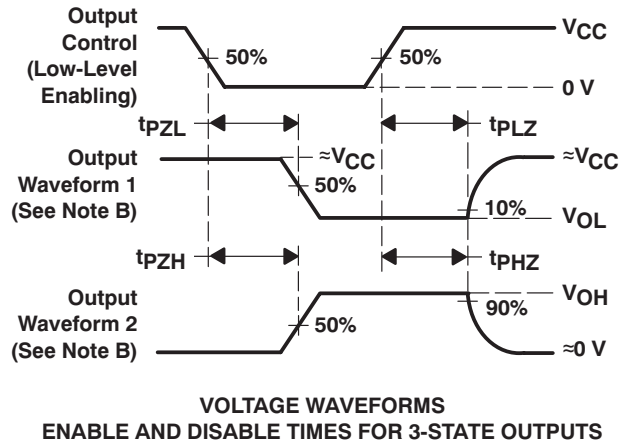 Output
Control
(Low-Level
Enabling)
50%
50%
VCC
0 V
tPZL
tPLZ
Output
Waveform 1
(See Note B)
≈VCC
50%
≈VCC
10%
VOL
tPZH
tPHZ
Output
Waveform 2
(See Note B)
50%
VOH
90%
≈0 V
VOLTAGE WAVEFORMS
ENABLE AND DISABLE TIMES FOR 3-STATE OUTPUTS